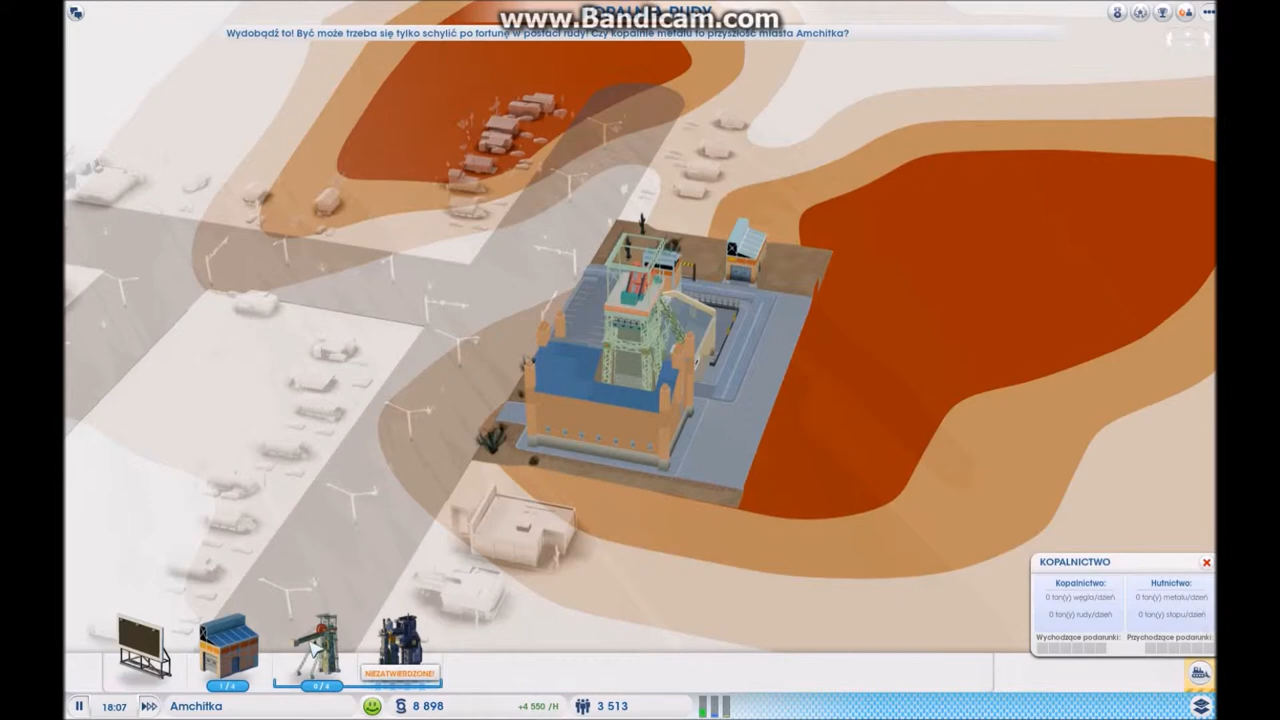 www.Bandicam.com
KOPALNIA RUDY
Wydobądź to! Być może trzeba się tylko schylić po fortunę w postaci rudy! Czy kopalnie metalu to przyszłość miasta Amchitka?
KOPALNICTWO
Kopalnictwo:
Hutnictwo:
0 ton(y) węgla/dzień
0 ton(y) metalu/dzień
0 ton(y) rudy/dzień
0 ton(y) stopu/dzień
Wychodzące podarunki:
Przychodzące podarunki:
NIEZATWIERDZONE!
1 / 4
0 / 4
18:07
Amchitka
8 898
+4 550 /H
3 513